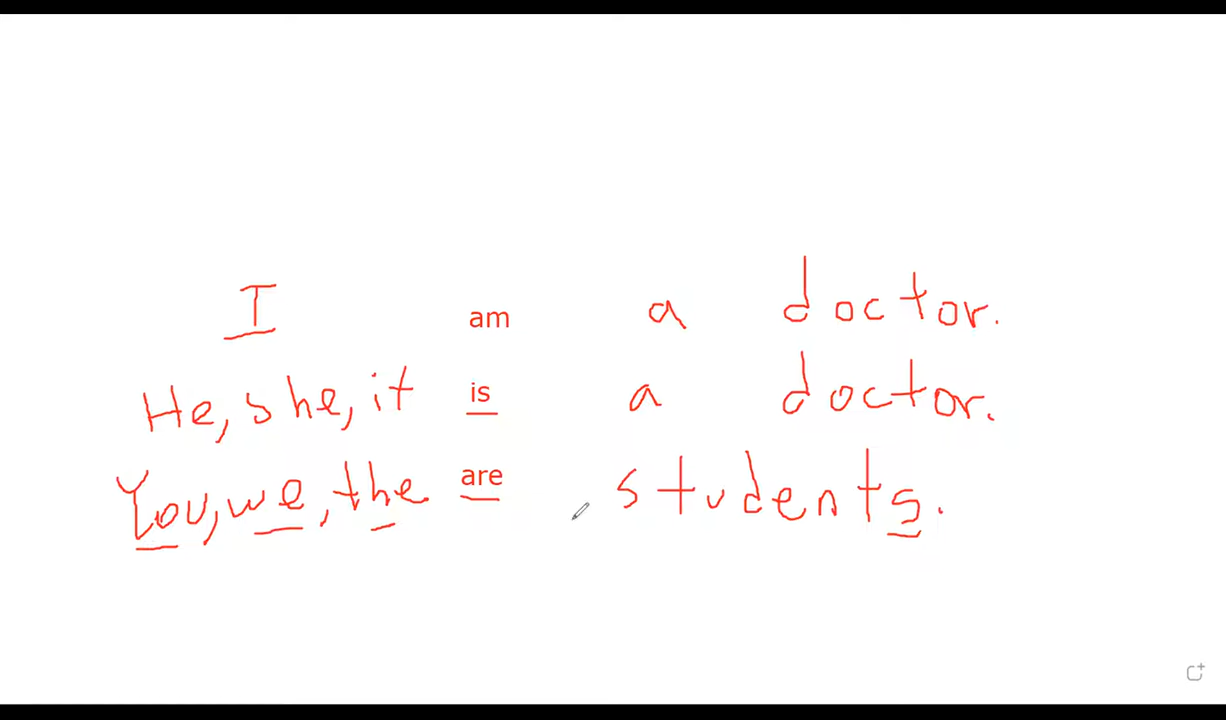 I am a doctor.
He, she, it is a doctor.
You, we, the are students.